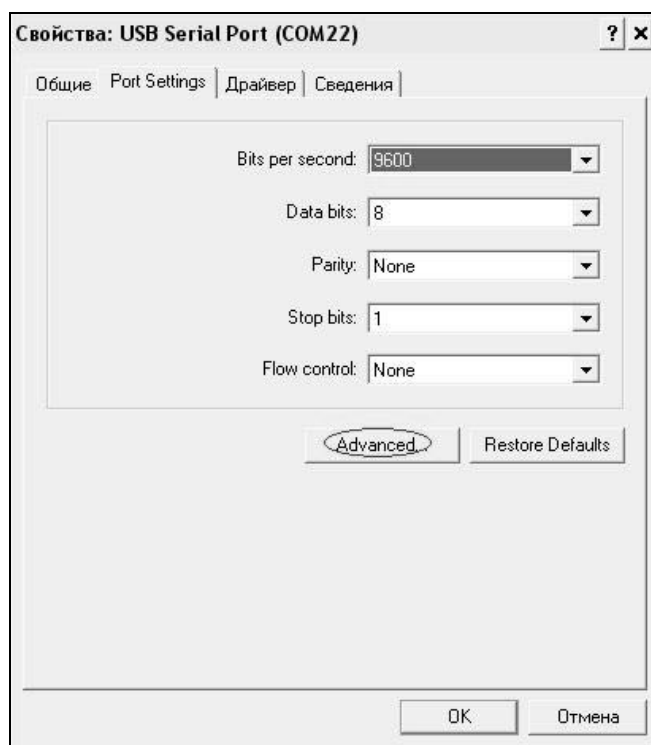 Свойства: USB Serial Port (COM22)
? ×
Общие Port Settings Драйвер Сведения
Bits per second: 9600
Data bits: 8
Parity: None
Stop bits: 1
Flow control: None
Advanced. Restore Defaults
OK Отмена